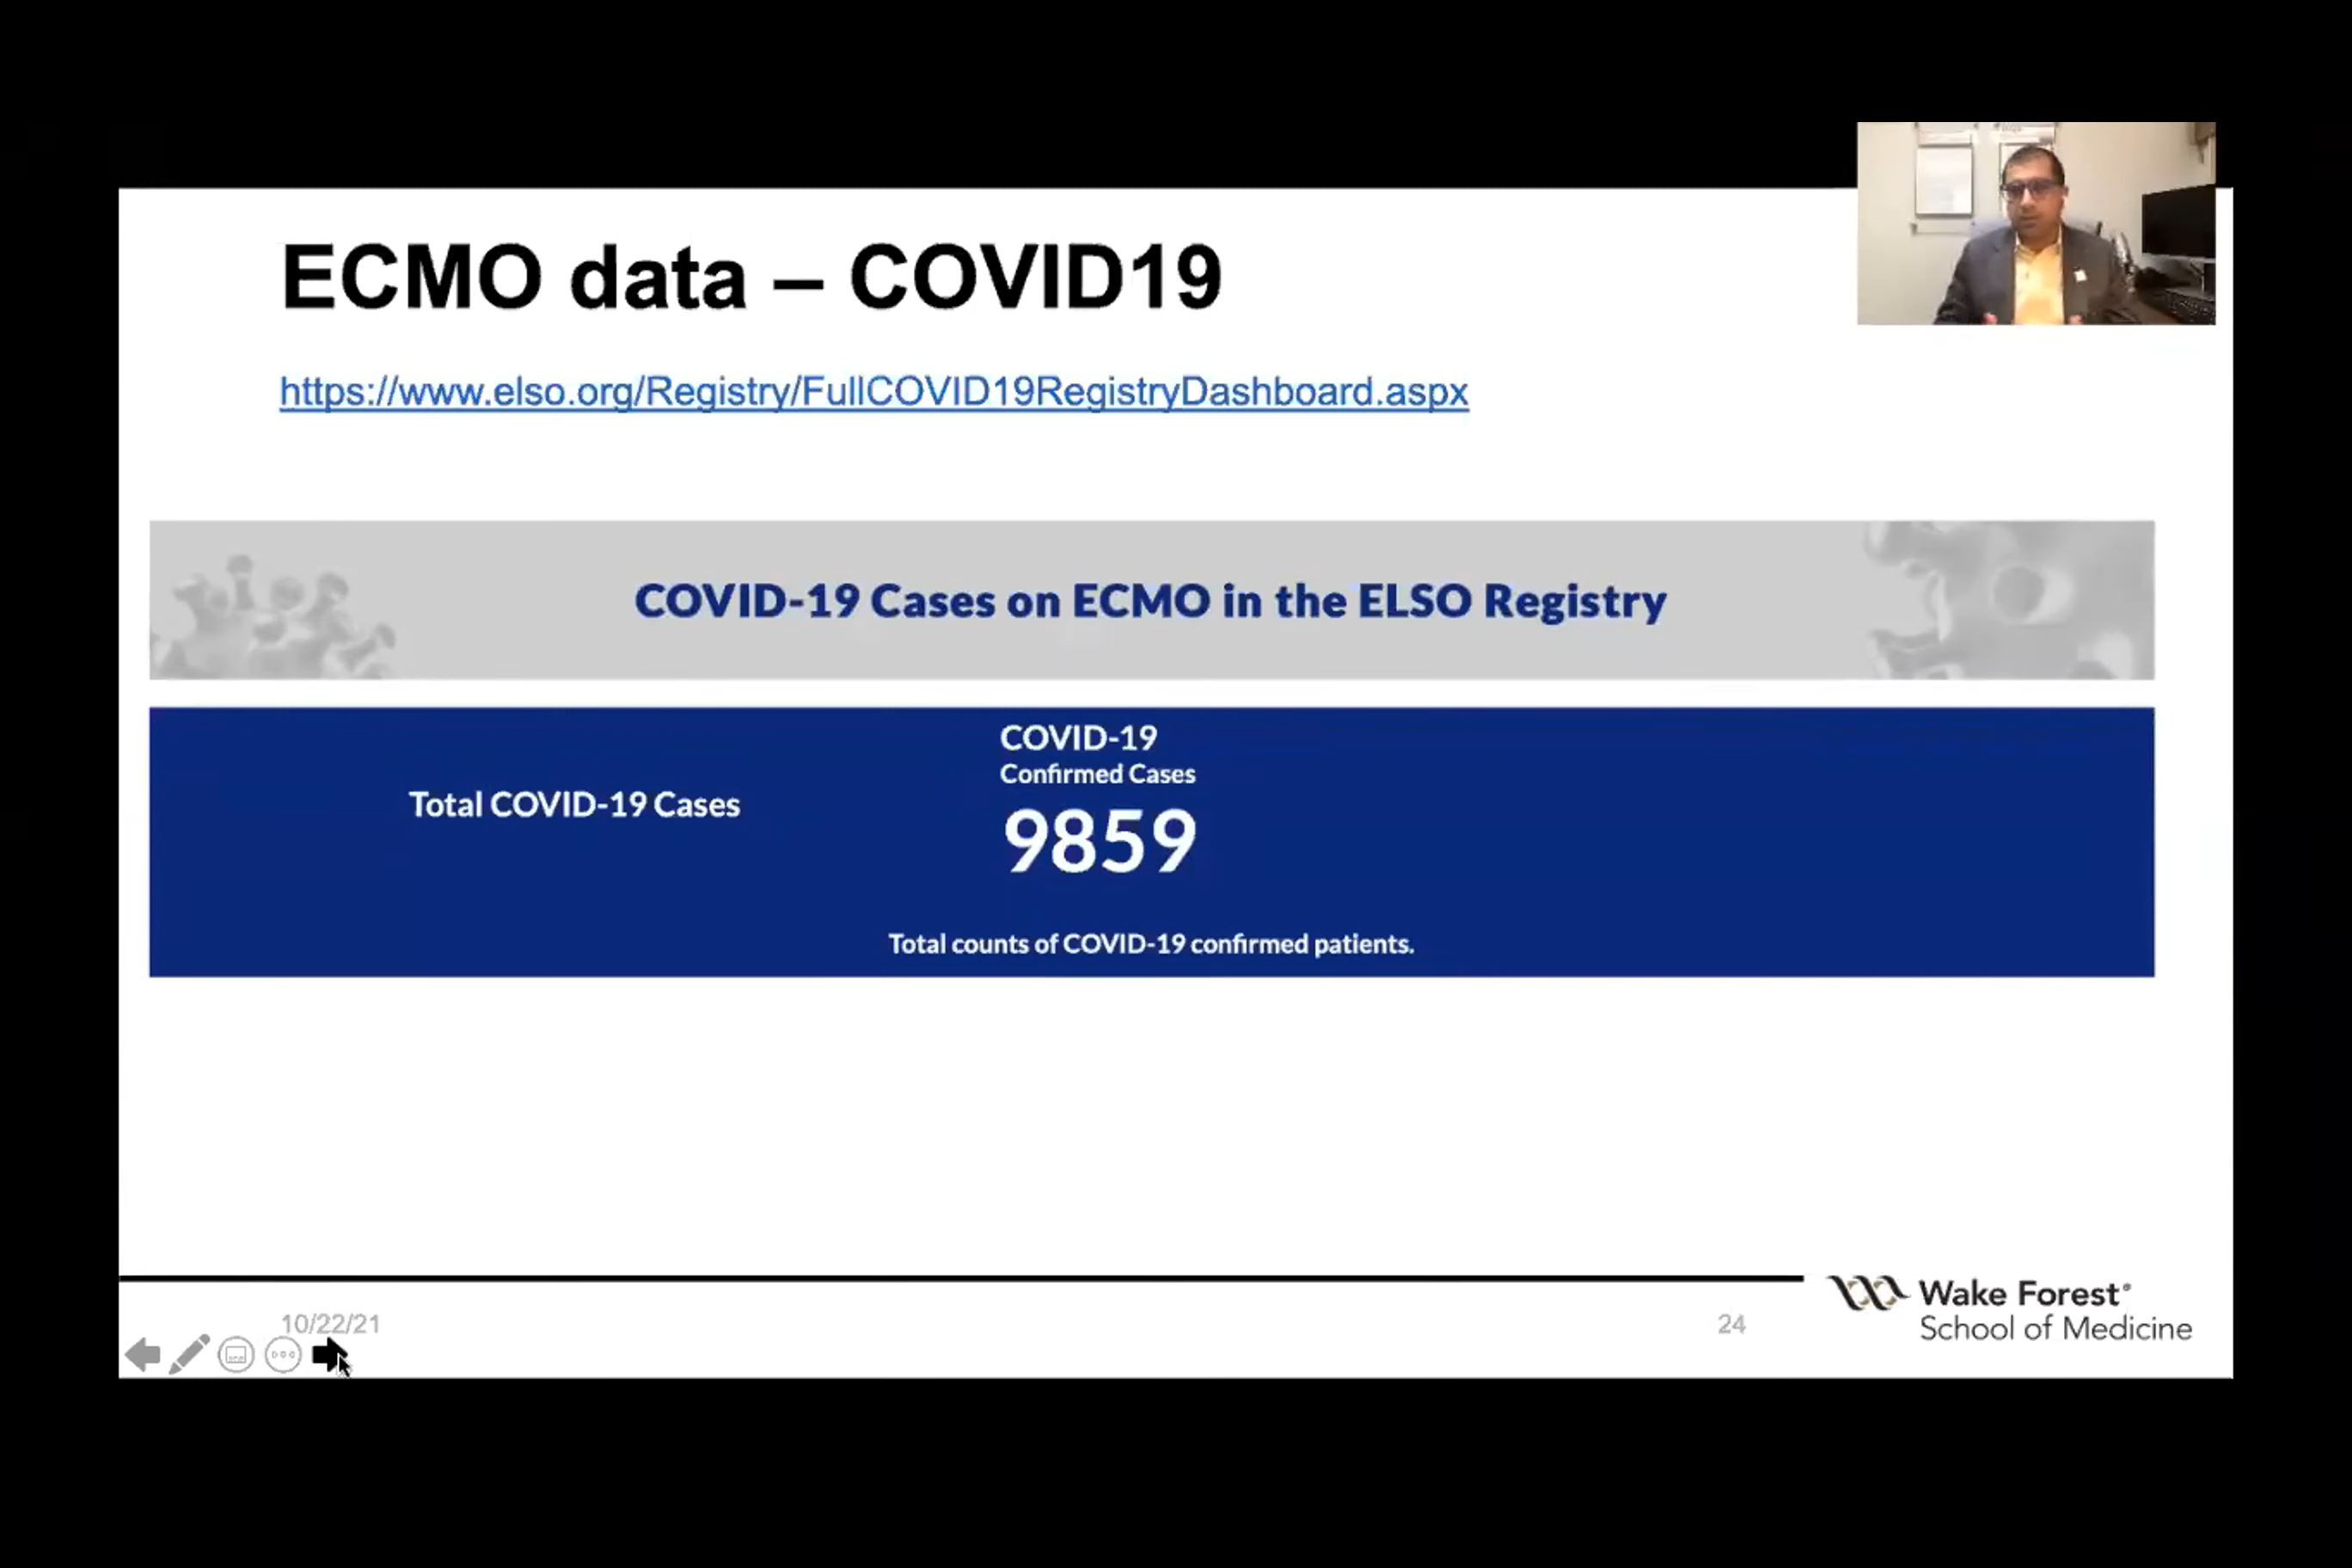 ECMO data – COVID19
https://www.elso.org/Registry/FullCOVID19RegistryDashboard.aspx
COVID-19 Cases on ECMO in the ELSO Registry
COVID-19
Confirmed Cases
Total COVID-19 Cases
9859
Total counts of COVID-19 confirmed patients.
10/22/21
24
Wake Forest®
School of Medicine